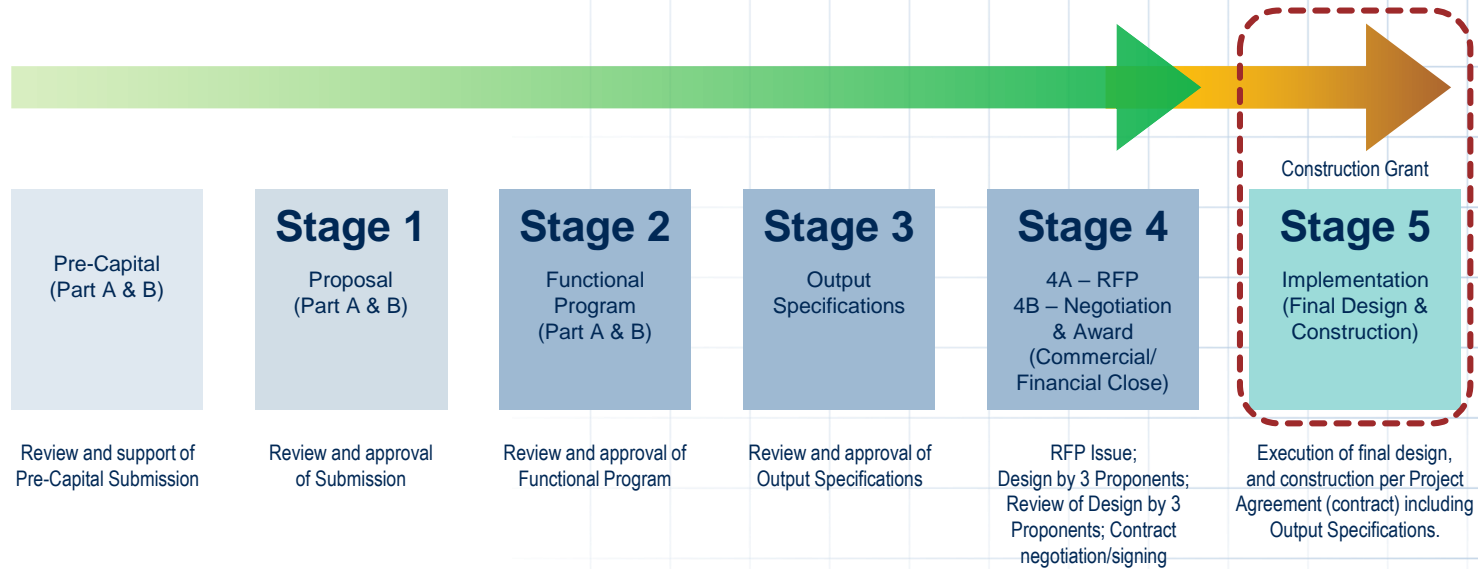 Construction Grant
Pre-Capital
(Part A & B)
Stage 1
Proposal
(Part A & B)
Stage 2
Functional
Program
(Part A & B)
Stage 3
Output
Specifications
Stage 4
4A – RFP
4B – Negotiation
& Award
(Commercial/
Financial Close)
Stage 5
Implementation
(Final Design &
Construction)
Review and support of
Pre-Capital Submission
Review and approval
of Submission
Review and approval of
Functional Program
Review and approval of
Output Specifications
RFP Issue;
Design by 3 Proponents;
Review of Design by 3
Proponents; Contract
negotiation/signing
Execution of final design,
and construction per Project
Agreement (contract) including
Output Specifications.